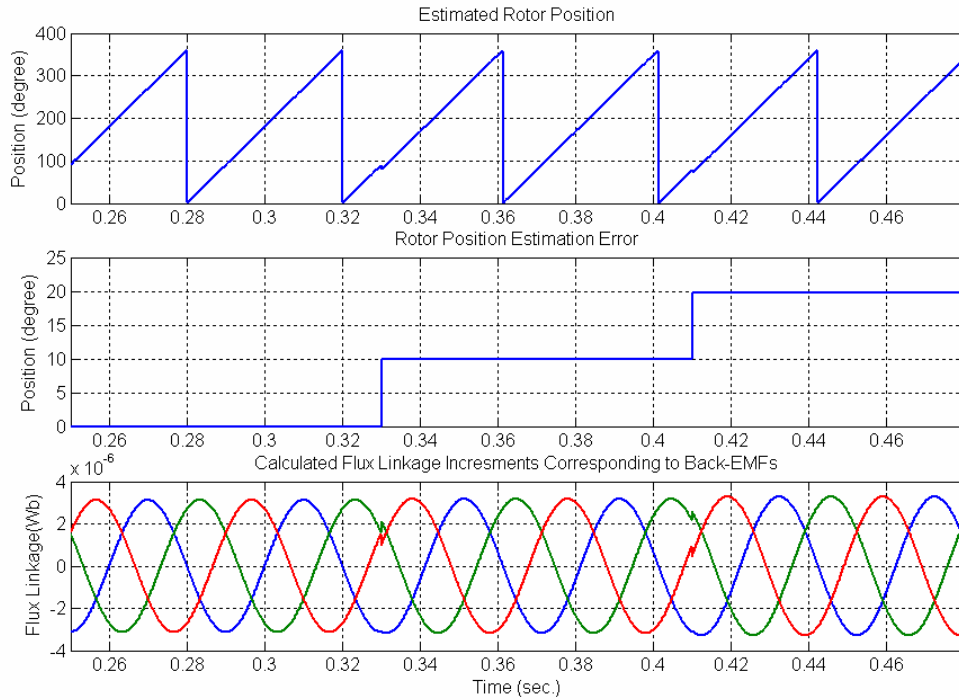 Estimated Rotor Position
Position (degree)
400
300
200
100
0
0.26 0.28 0.3 0.32 0.34 0.36 0.38 0.4 0.42 0.44 0.46
Rotor Position Estimation Error
Position (degree)
25
20
15
10
5
0
0.26 0.28 0.3 0.32 0.34 0.36 0.38 0.4 0.42 0.44 0.46
x 10^-6
Calculated Flux Linkage Incresments Corresponding to Back-EMFs
Flux Linkage(Wb)
4
2
0
-2
-4
0.26 0.28 0.3 0.32 0.34 0.36 0.38 0.4 0.42 0.44 0.46
Time (sec.)